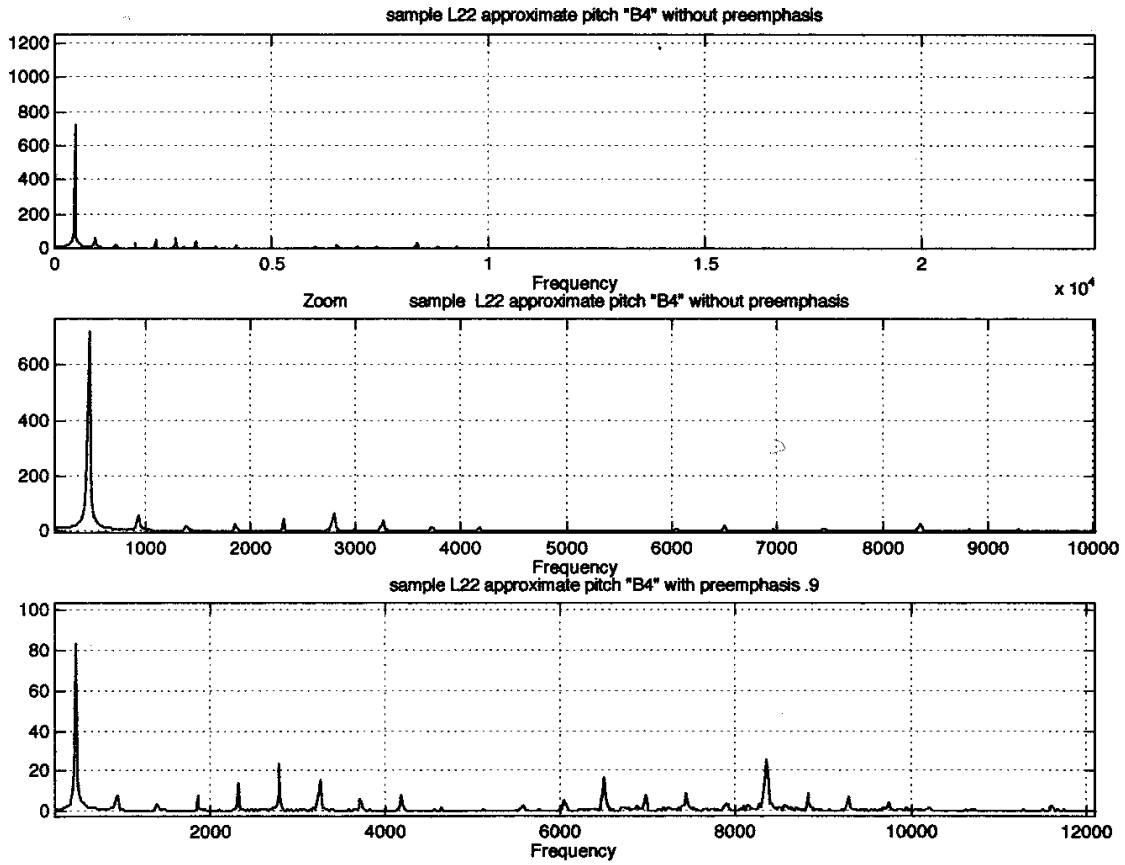 sample L22 approximate pitch "B4" without preemphasis
1200
1000
800
600
400
200
0
0 0.5 1 1.5 2
Frequency
x 10⁴
Zoom sample L22 approximate pitch "B4" without preemphasis
600
400
200
0
1000 2000 3000 4000 5000 6000 7000 8000 9000 10000
Frequency
sample L22 approximate pitch "B4" with preemphasis .9
100
80
60
40
20
0
2000 4000 6000 8000 10000 12000
Frequency